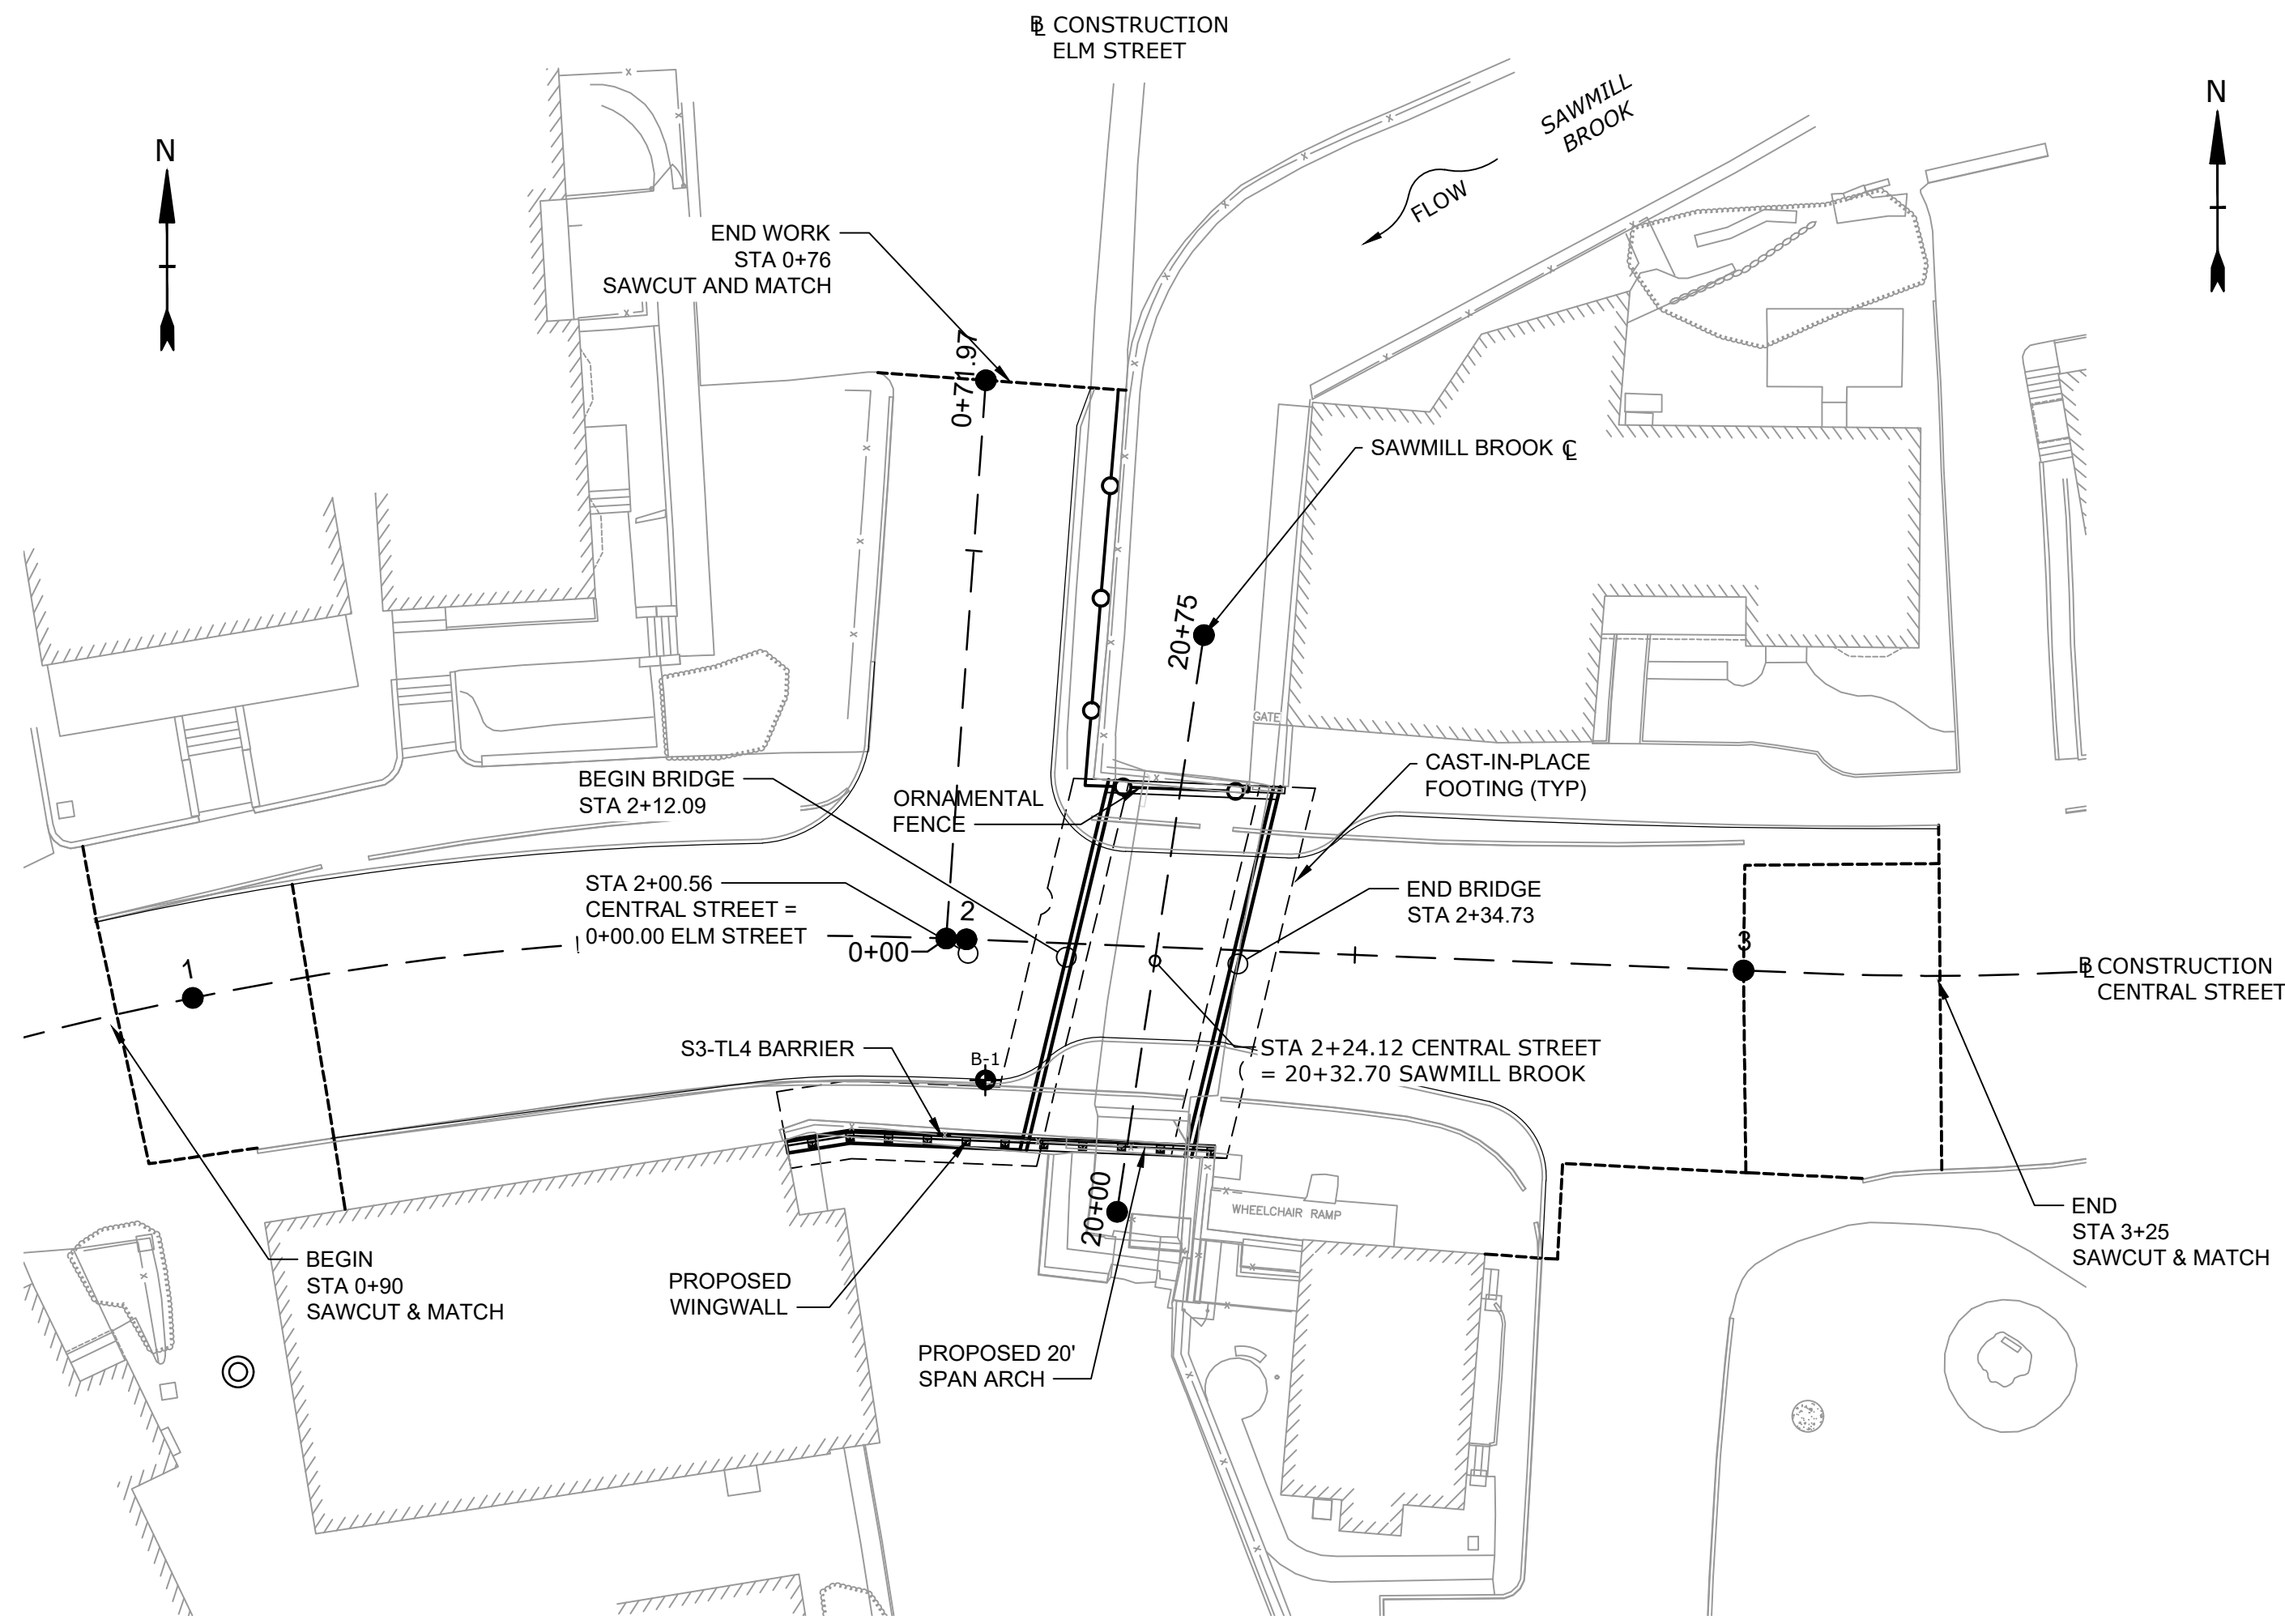 BL CONSTRUCTION
ELM STREET
SAWMILL
BROOK
FLOW
N
N
END WORK
STA 0+76
SAWCUT AND MATCH
0+71.97
SAWMILL BROOK CL
20+75
GATE
BEGIN BRIDGE
STA 2+12.09
ORNAMENTAL
FENCE
CAST-IN-PLACE
FOOTING (TYP)
STA 2+00.56
CENTRAL STREET =
0+00.00 ELM STREET
0+00
2
END BRIDGE
STA 2+34.73
1
3
BL CONSTRUCTION
CENTRAL STREET
S3-TL4 BARRIER
B-1
STA 2+24.12 CENTRAL STREET
= 20+32.70 SAWMILL BROOK
20+00
WHEELCHAIR RAMP
BEGIN
STA 0+90
SAWCUT & MATCH
PROPOSED
WINGWALL
PROPOSED 20'
SPAN ARCH
END
STA 3+25
SAWCUT & MATCH